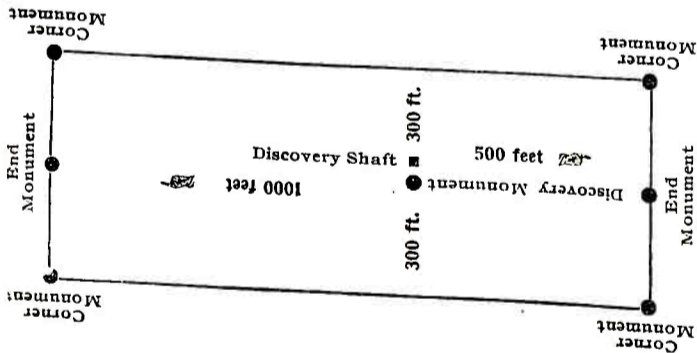 Corner
Monument
Corner
Monument
End
Monument
300 ft.
Discovery Shaft
500 feet
1000 feet
Discovery Monument
End
Monument
300 ft.
Corner
Monument
Corner
Monument